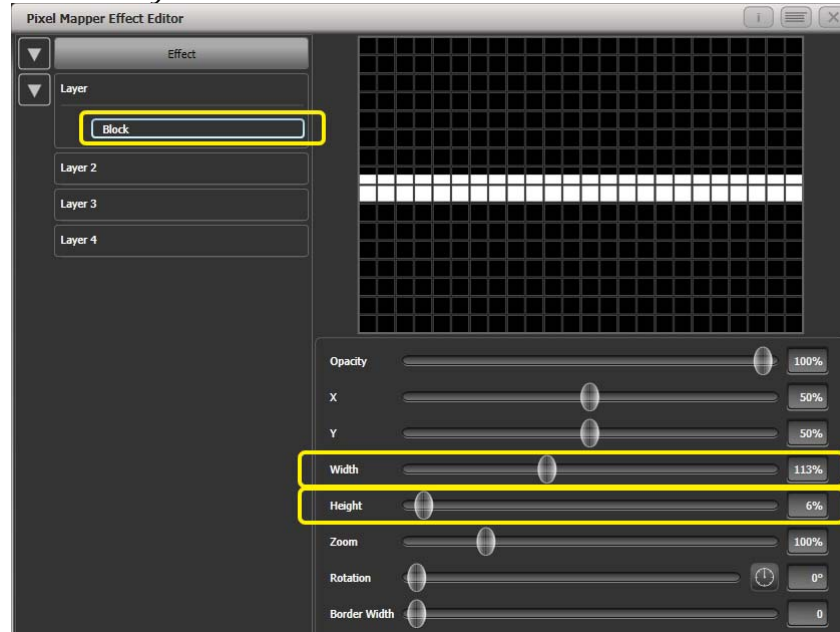 Pixel Mapper Effect Editor
i
Effect
Layer
Block
Layer 2
Layer 3
Layer 4
Opacity 100%
X 50%
Y 50%
Width 113%
Height 6%
Zoom 100%
Rotation 0°
Border Width 0